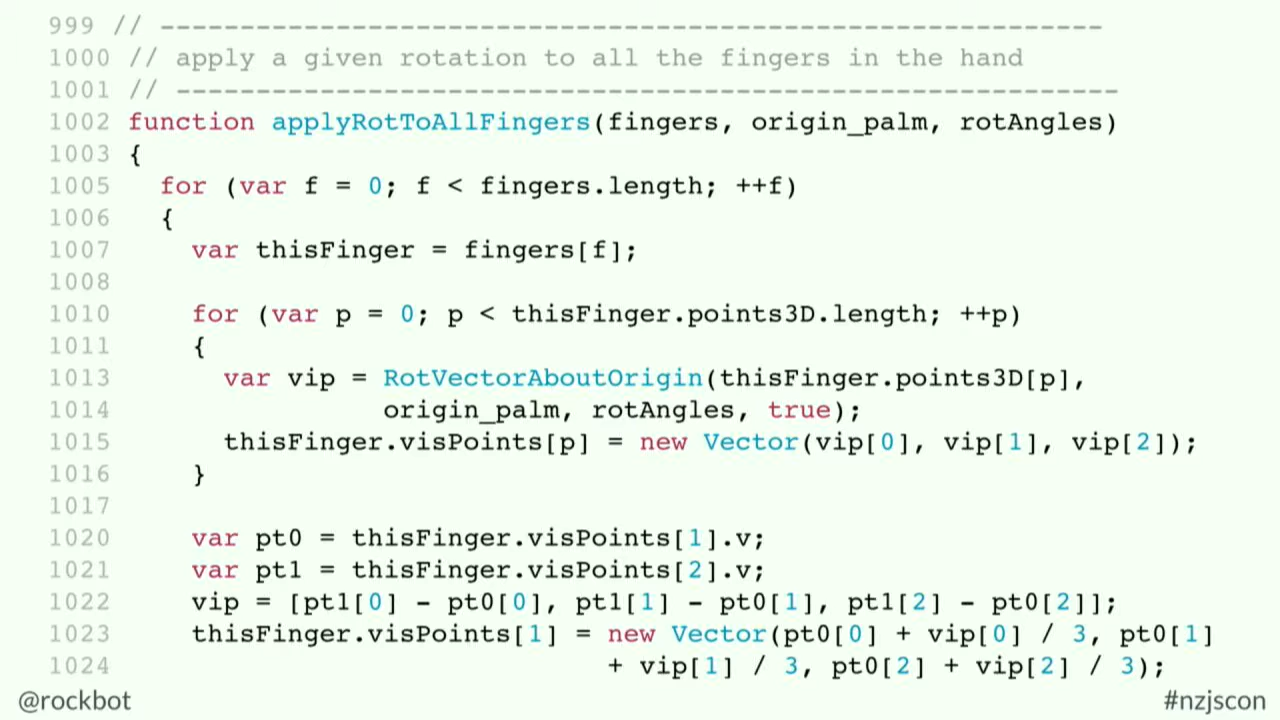 999 // -----------------------------------------------------------
1000 // apply a given rotation to all the fingers in the hand
1001 // -----------------------------------------------------------
1002 function applyRotToAllFingers(fingers, origin_palm, rotAngles)
1003 {
1005   for (var f = 0; f < fingers.length; ++f)
1006   {
1007     var thisFinger = fingers[f];
1008
1010     for (var p = 0; p < thisFinger.points3D.length; ++p)
1011     {
1013       var vip = RotVectorAboutOrigin(thisFinger.points3D[p],
1014                 origin_palm, rotAngles, true);
1015       thisFinger.visPoints[p] = new Vector(vip[0], vip[1], vip[2]);
1016     }
1017
1020     var pt0 = thisFinger.visPoints[1].v;
1021     var pt1 = thisFinger.visPoints[2].v;
1022     vip = [pt1[0] - pt0[0], pt1[1] - pt0[1], pt1[2] - pt0[2]];
1023     thisFinger.visPoints[1] = new Vector(pt0[0] + vip[0] / 3, pt0[1]
1024                               + vip[1] / 3, pt0[2] + vip[2] / 3);
@rockbot #nzjscon